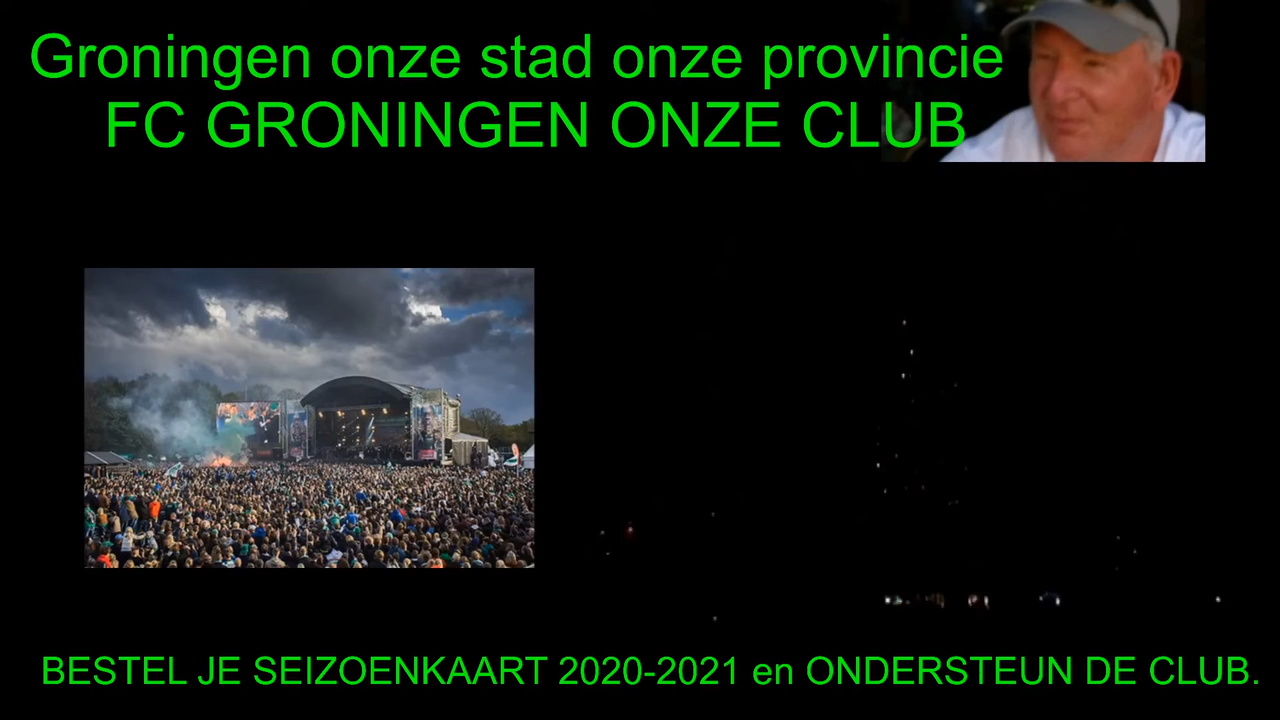 Groningen onze stad onze provincie
FC GRONINGEN ONZE CLUB
BESTEL JE SEIZOENKAART 2020-2021 en ONDERSTEUN DE CLUB.